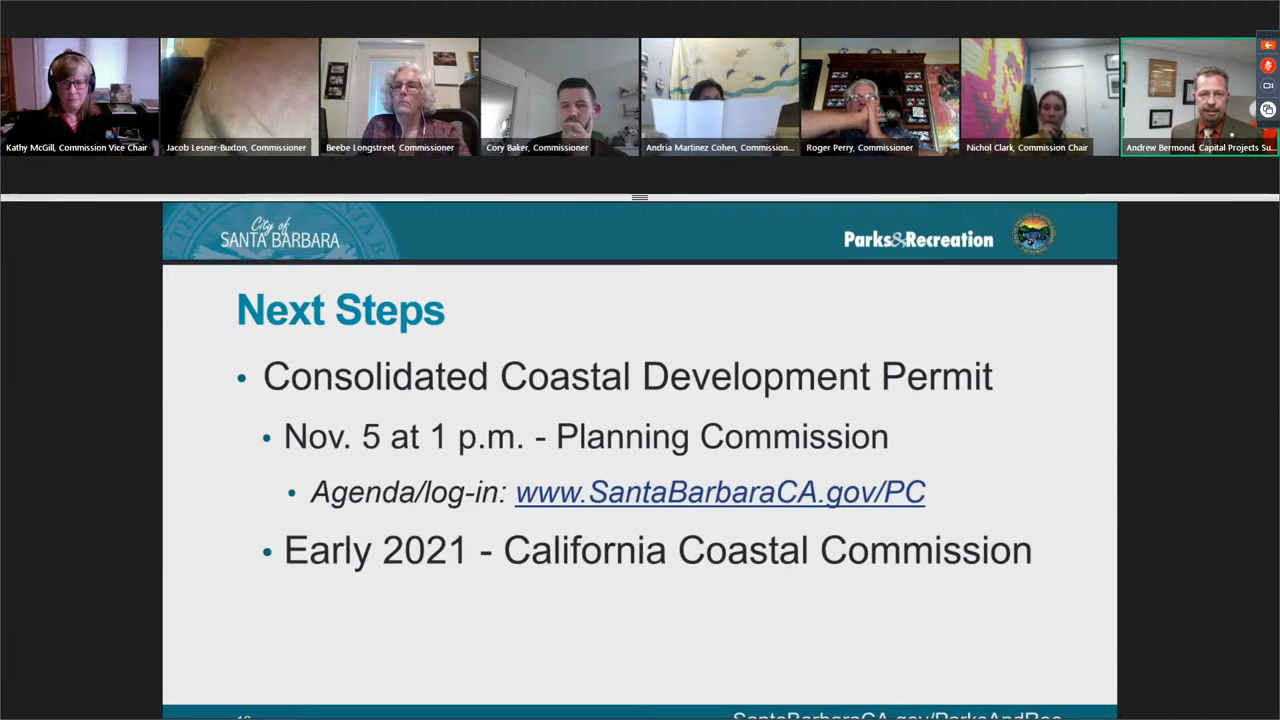 Kathy McGill, Commission Vice Chair
Jacob Lesner-Buxton, Commissioner
Beebe Longstreet, Commissioner
Cory Baker, Commissioner
Andria Martinez Cohen, Commission...
Roger Perry, Commissioner
Nichol Clark, Commission Chair
Andrew Bermond, Capital Projects Su...
City of
SANTA BARBARA
Parks&Recreation
Next Steps
• Consolidated Coastal Development Permit
• Nov. 5 at 1 p.m. - Planning Commission
• Agenda/log-in: www.SantaBarbaraCA.gov/PC
• Early 2021 - California Coastal Commission
SantaBarbaraCA.gov/ParksAndRec